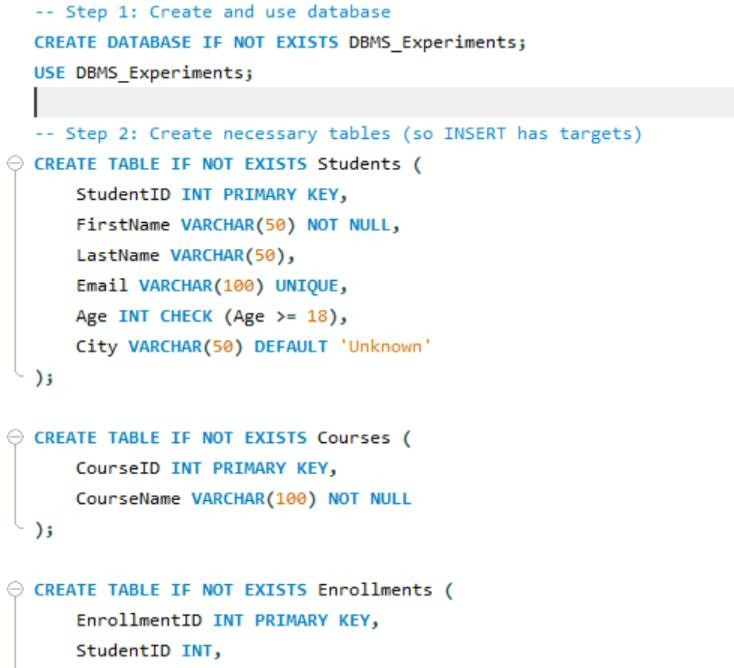 -- Step 1: Create and use database
CREATE DATABASE IF NOT EXISTS DBMS_Experiments;
USE DBMS_Experiments;
-- Step 2: Create necessary tables (so INSERT has targets)
CREATE TABLE IF NOT EXISTS Students (
StudentID INT PRIMARY KEY,
FirstName VARCHAR(50) NOT NULL,
LastName VARCHAR(50),
Email VARCHAR(100) UNIQUE,
Age INT CHECK (Age >= 18),
City VARCHAR(50) DEFAULT 'Unknown'
);
CREATE TABLE IF NOT EXISTS Courses (
CourseID INT PRIMARY KEY,
CourseName VARCHAR(100) NOT NULL
);
CREATE TABLE IF NOT EXISTS Enrollments (
EnrollmentID INT PRIMARY KEY,
StudentID INT,